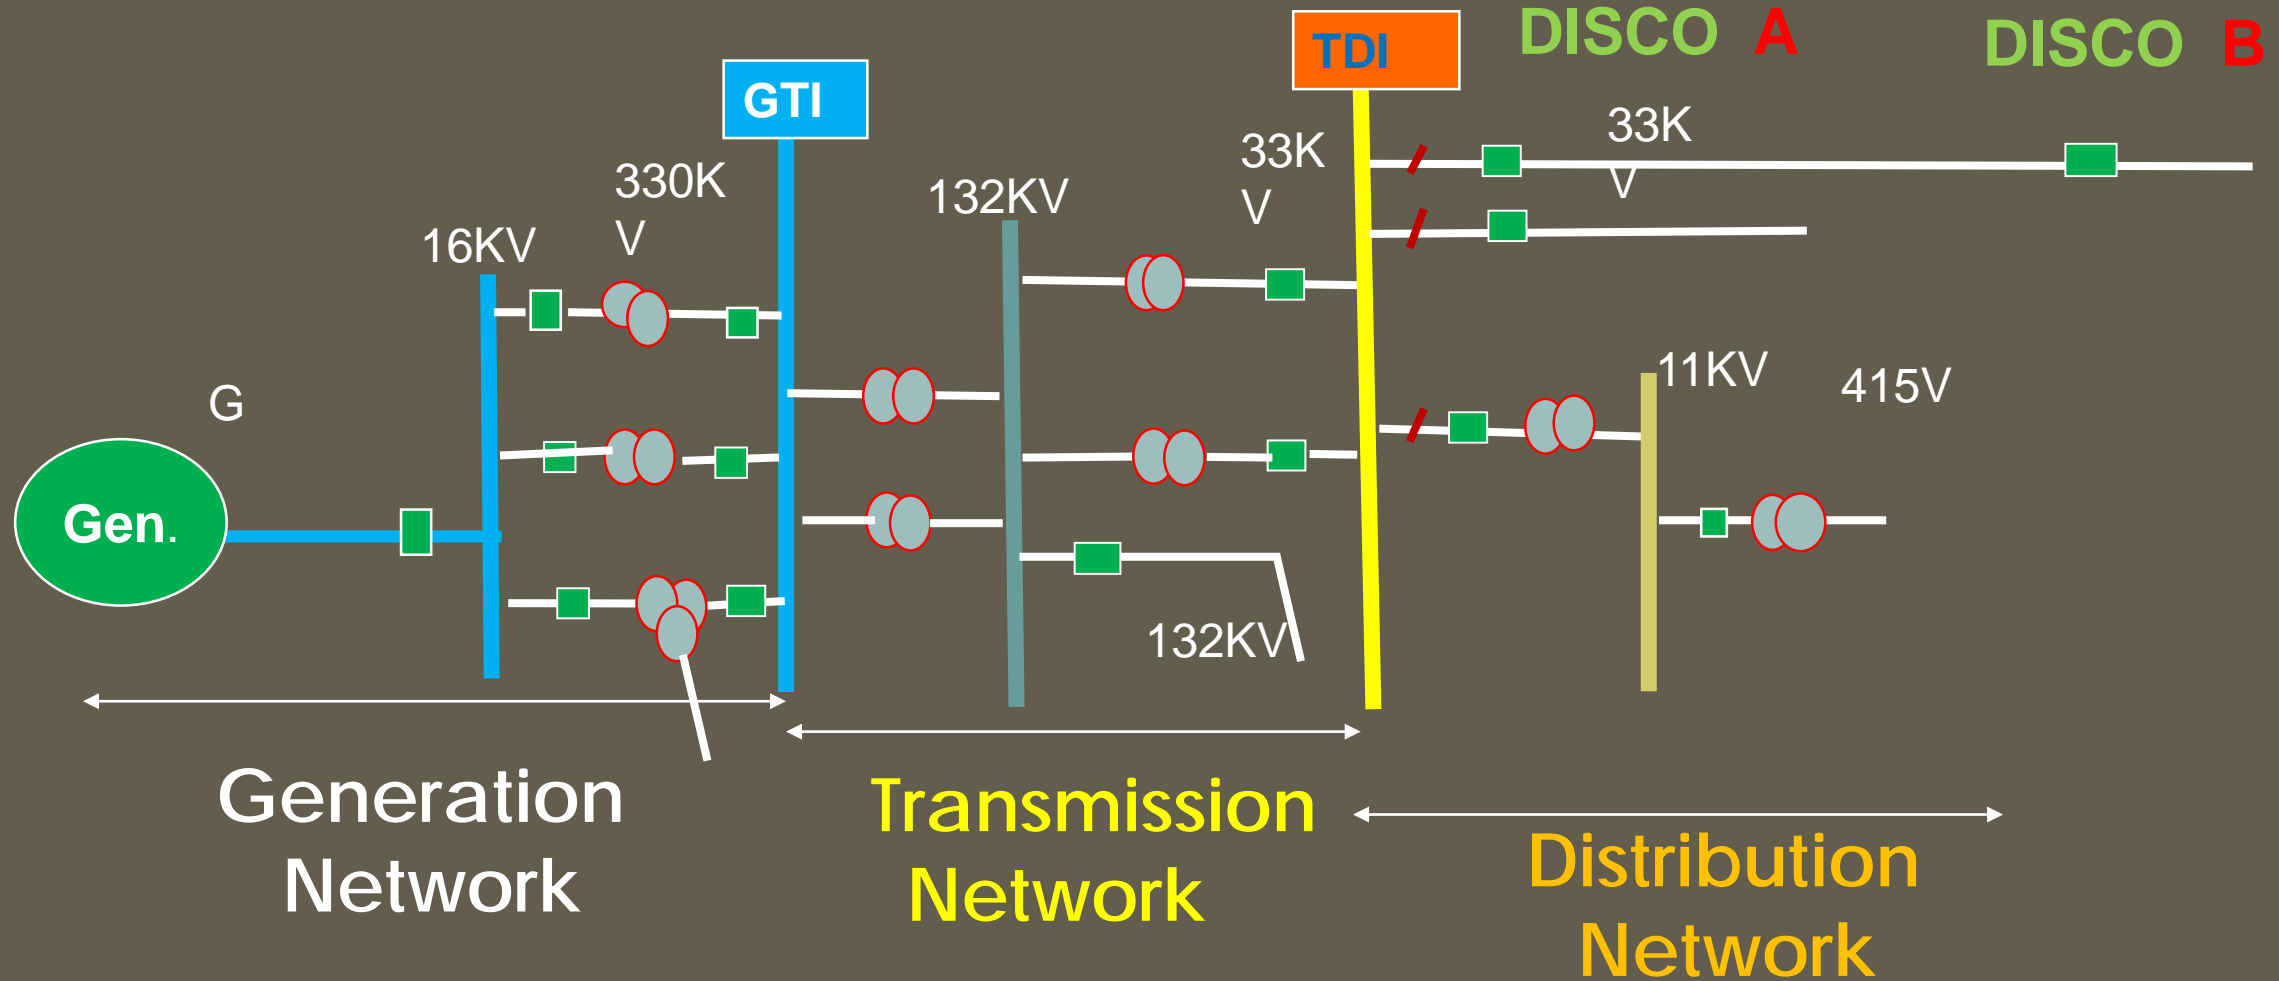 DISCO A
DISCO B
TDI
GTI
33K
V
33K
V
330K
V
132KV
16KV
G
11KV
415V
Gen.
132KV
Generation
Network
Transmission
Network
Distribution
Network